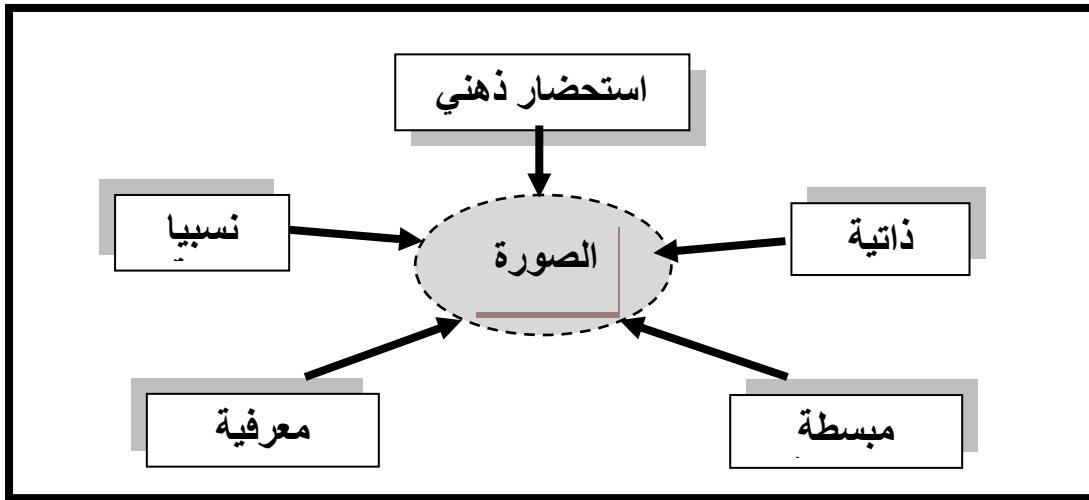 استحضار ذهني
ذاتية
نسبيا
الصورة
مبسطة
معرفية